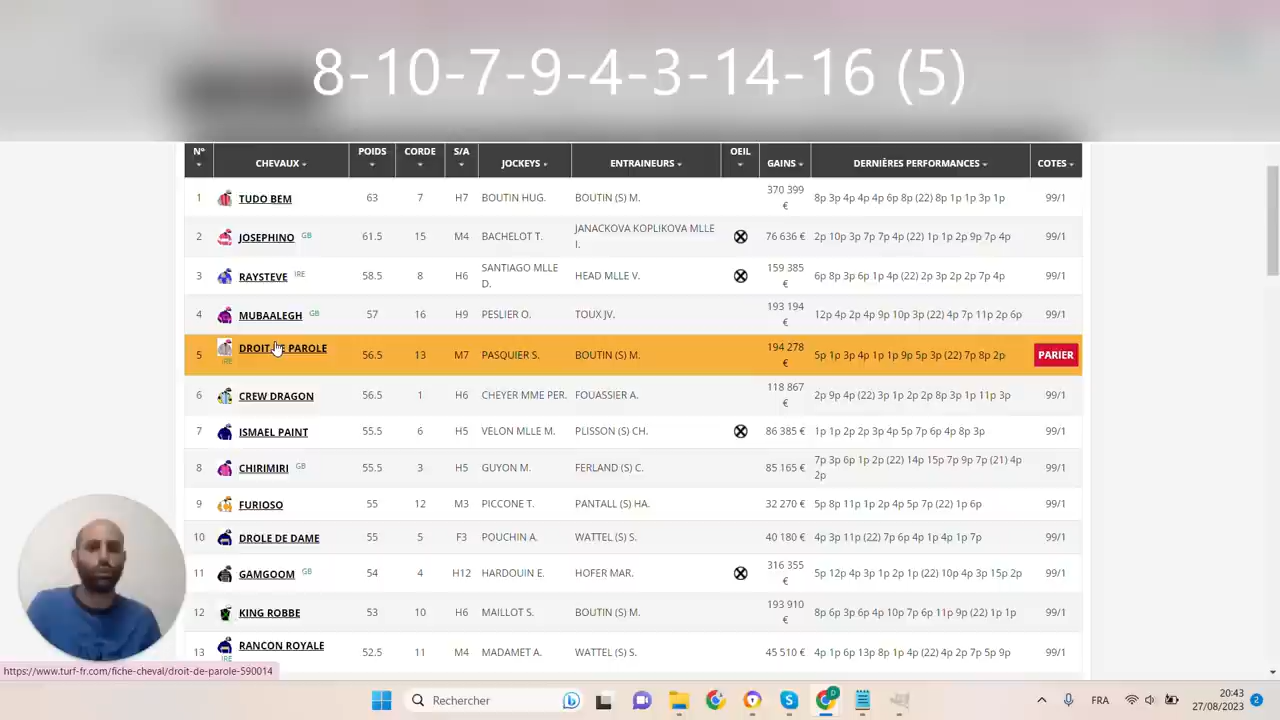 8-10-7-9-4-3-14-16 (5)
N° CHEVAUX POIDS CORDE S/A JOCKEYS ENTRAINEURS OEIL GAINS DERNIÈRES PERFORMANCES COTES
1 TUDO BEM 63 7 H7 BOUTIN HUG. BOUTIN (S) M. 370 399 € 8p 3p 4p 4p 4p 6p 8p (22) 8p 1p 1p 3p 1p 99/1
2 JOSEPHINO GB 61.5 15 M4 BACHELOT T. JANACKOVA KOPLIKOVA MLLE I. 76 636 € 2p 10p 3p 7p 7p 4p (22) 1p 1p 2p 9p 7p 4p 99/1
3 RAYSTEVE IRE 58.5 8 H6 SANTIAGO MLLE D. HEAD MLLE V. 159 385 € 6p 8p 3p 6p 1p 4p (22) 2p 3p 2p 2p 7p 4p 99/1
4 MUBAALEGH GB 57 16 H9 PESLIER O. TOUX JV. 193 194 € 12p 4p 2p 4p 9p 10p 3p (22) 4p 7p 11p 2p 6p 99/1
5 DROIT DE PAROLE IRE 56.5 13 M7 PASQUIER S. BOUTIN (S) M. 194 278 € 5p 1p 3p 4p 1p 1p 9p 5p 3p (22) 7p 8p 2p PARIER
6 CREW DRAGON 56.5 1 H6 CHEYER MME PER. FOUASSIER A. 118 867 € 2p 9p 4p (22) 3p 1p 2p 2p 8p 3p 1p 11p 3p 99/1
7 ISMAEL PAINT 55.5 6 H5 VELON MLLE M. PLISSON (S) CH. 86 385 € 1p 1p 2p 2p 3p 4p 5p 7p 6p 4p 8p 3p 99/1
8 CHIRIMIRI GB 55.5 3 H5 GUYON M. FERLAND (S) C. 85 165 € 7p 3p 6p 1p 2p (22) 14p 15p 7p 9p 7p (21) 4p 2p 99/1
9 FURIOSO 55 12 M3 PICCONE T. PANTALL (S) HA. 32 270 € 5p 8p 11p 1p 2p 4p 5p 7p (22) 1p 6p 99/1
10 DROLE DE DAME 55 5 F3 POUCHIN A. WATTEL (S) S. 40 180 € 4p 3p 11p (22) 7p 6p 4p 1p 4p 1p 7p 99/1
11 GAMGOOM GB 54 4 H12 HARDOUIN E. HOFER MAR. 316 355 € 5p 12p 4p 3p 1p 2p 1p (22) 10p 4p 3p 15p 2p 99/1
12 KING ROBBE 53 10 H6 MAILLOT S. BOUTIN (S) M. 193 910 € 8p 6p 3p 6p 4p 10p 7p 6p 11p 9p (22) 1p 1p 99/1
13 RANCON ROYALE IRE 52.5 11 M4 MADAMET A. WATTEL (S) S. 45 510 € 4p 1p 6p 13p 8p 1p 4p (22) 4p 2p 7p 5p 9p 99/1
https://www.turf-fr.com/fiche-cheval/droit-de-parole-590014
Rechercher
FRA
20:43
27/08/2023
2